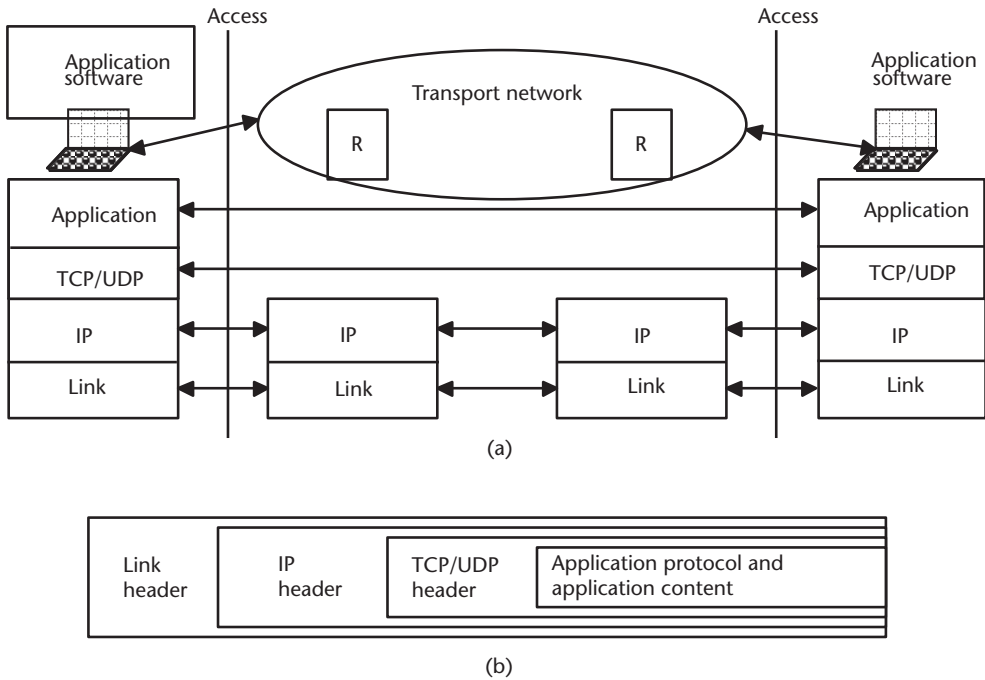 Access
Access
Application
software
Application
software
Transport network
R
R
Application
Application
TCP/UDP
TCP/UDP
IP
IP
IP
IP
Link
Link
Link
Link
(a)
Link
header
IP
header
TCP/UDP
header
Application protocol and
application content
(b)